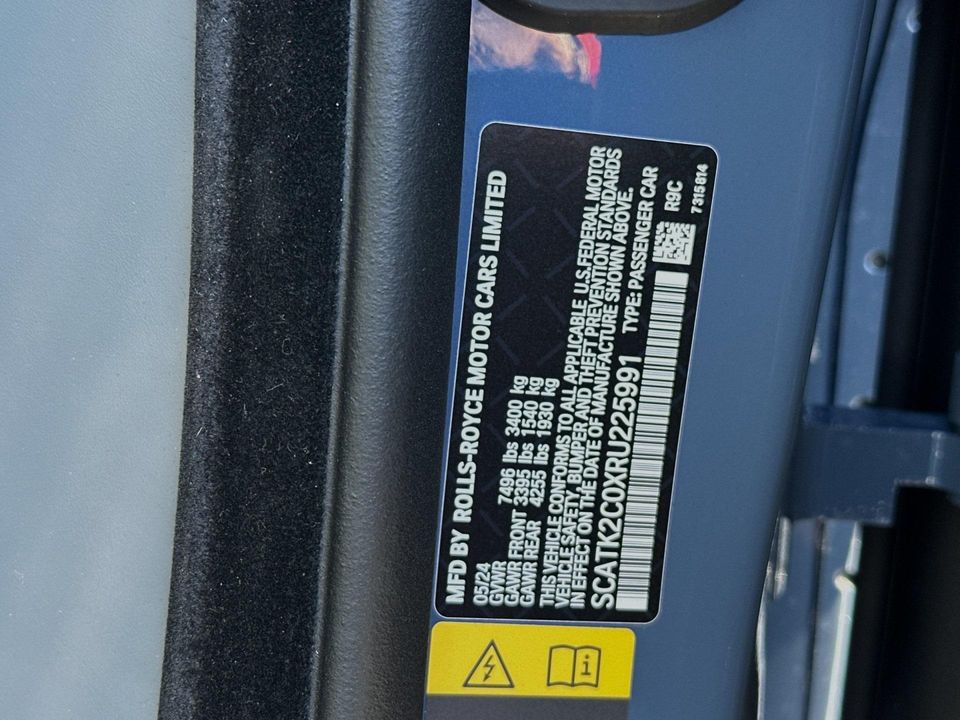 MFD BY ROLLS-ROYCE MOTOR CARS LIMITED
05/24
GVWR 7496 lbs 3400 kg
GAWR FRONT 3395 lbs 1540 kg
GAWR REAR 4255 lbs 1930 kg
THIS VEHICLE CONFORMS TO ALL APPLICABLE U.S. FEDERAL MOTOR
VEHICLE SAFETY, BUMPER AND THEFT PREVENTION STANDARDS
IN EFFECT ON THE DATE OF MANUFACTURE SHOWN ABOVE.
SCATK2C0XRU225991 TYPE: PASSENGER CAR
R9C
7315814